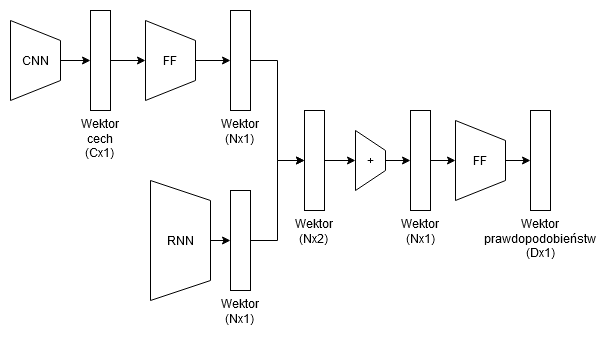 CNN
Wektor
cech
(Cx1)
FF
Wektor
(Nx1)
RNN
Wektor
(Nx1)
Wektor
(Nx2)
+
Wektor
(Nx1)
FF
Wektor
prawdopodobieństw
(Dx1)